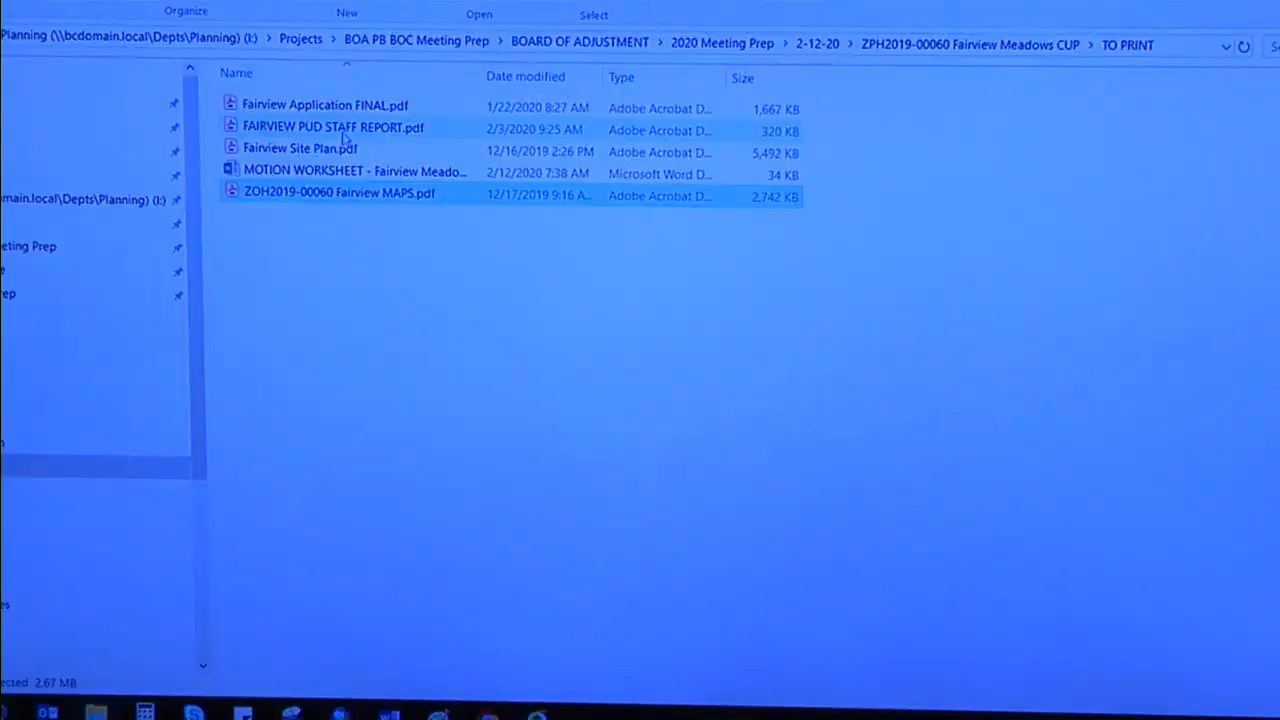 Organize New Open Select
Planning (\\bcdomain.local\Depts\Planning) (I:) > Projects > BOA PB BOC Meeting Prep > BOARD OF ADJUSTMENT > 2020 Meeting Prep > 2-12-20 > ZPH2019-00060 Fairview Meadows CUP > TO PRINT
Name Date modified Type Size
Fairview Application FINAL.pdf 1/22/2020 8:27 AM Adobe Acrobat D... 1,667 KB
FAIRVIEW PUD STAFF REPORT.pdf 2/3/2020 9:25 AM Adobe Acrobat D... 320 KB
Fairview Site Plan.pdf 12/16/2019 2:26 PM Adobe Acrobat D... 5,492 KB
MOTION WORKSHEET - Fairview Meado... 2/12/2020 7:38 AM Microsoft Word D... 34 KB
ZOH2019-00060 Fairview MAPS.pdf 12/17/2019 9:16 A... Adobe Acrobat D... 2,742 KB
main.local\Depts\Planning) (I:)
eting Prep
e
ep
n
es
ected 2.67 MB